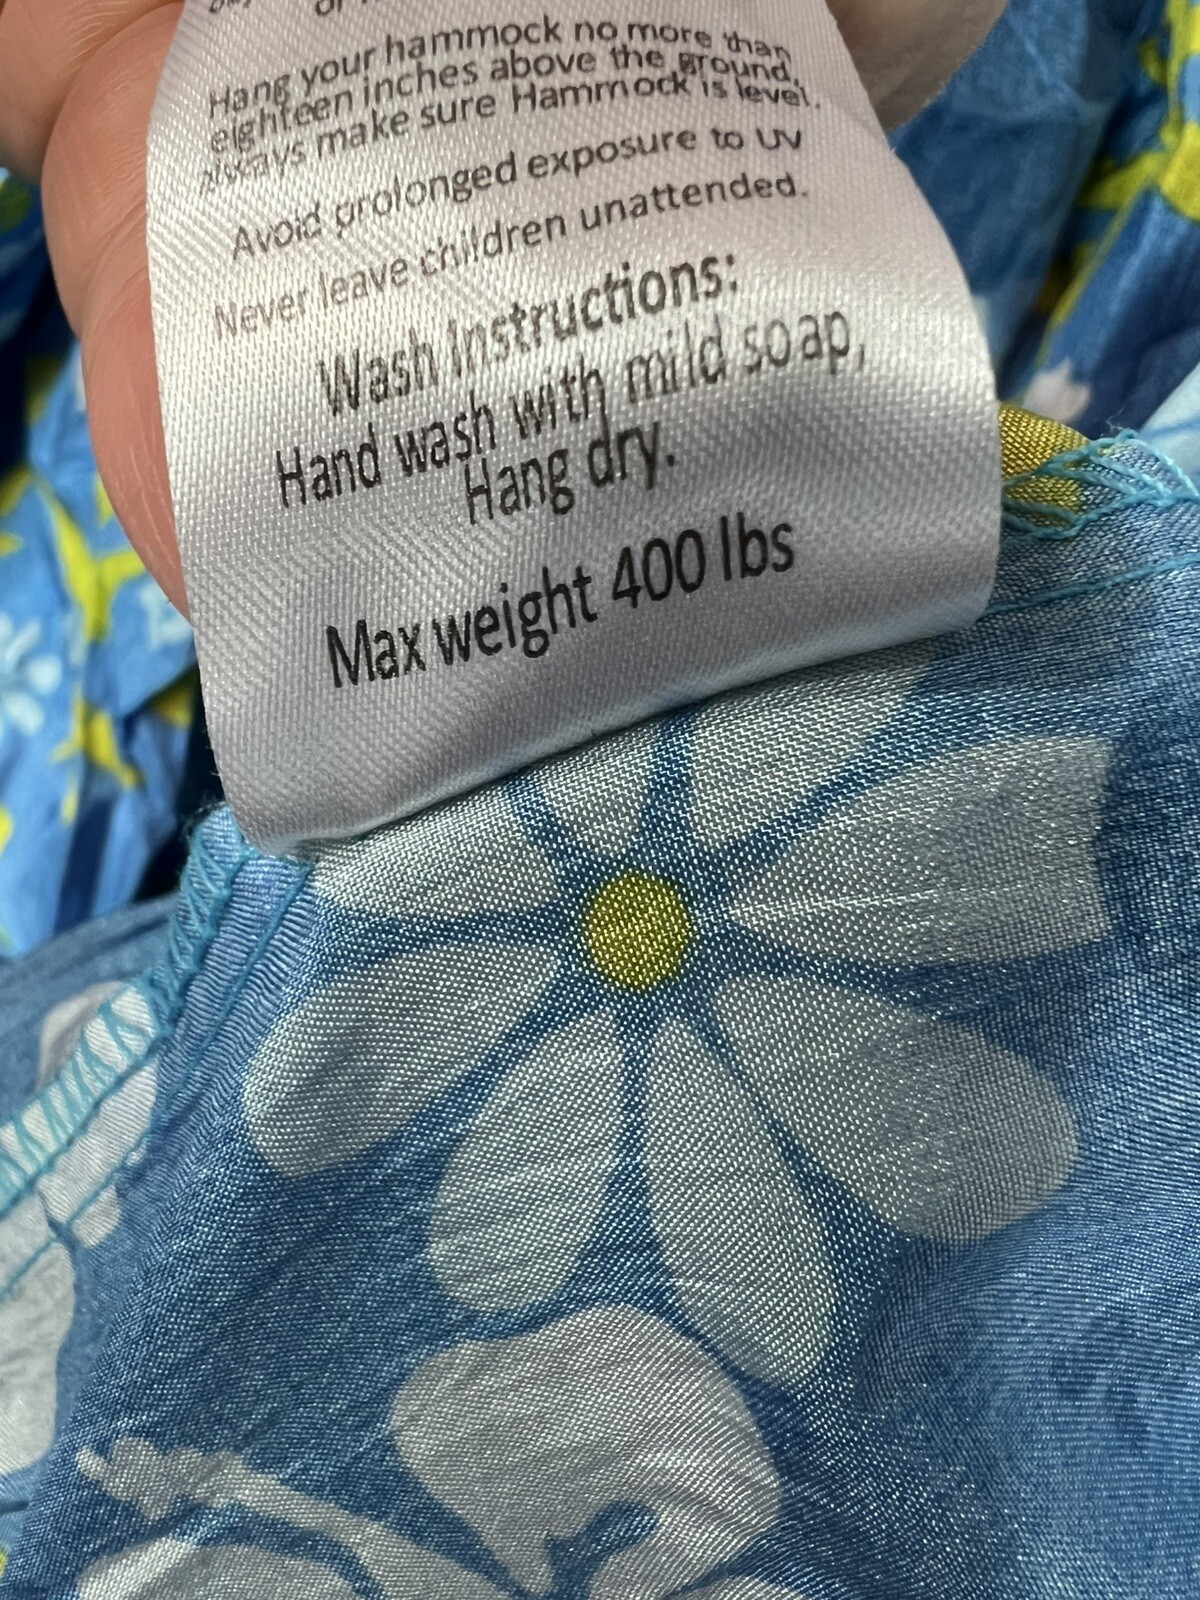 Hang your hammock no more than
eighteen inches above the ground,
always make sure Hammock is level.
Avoid prolonged exposure to UV
Never leave children unattended.
Wash Instructions:
Hand wash with mild soap,
Hang dry.
Max weight 400 lbs